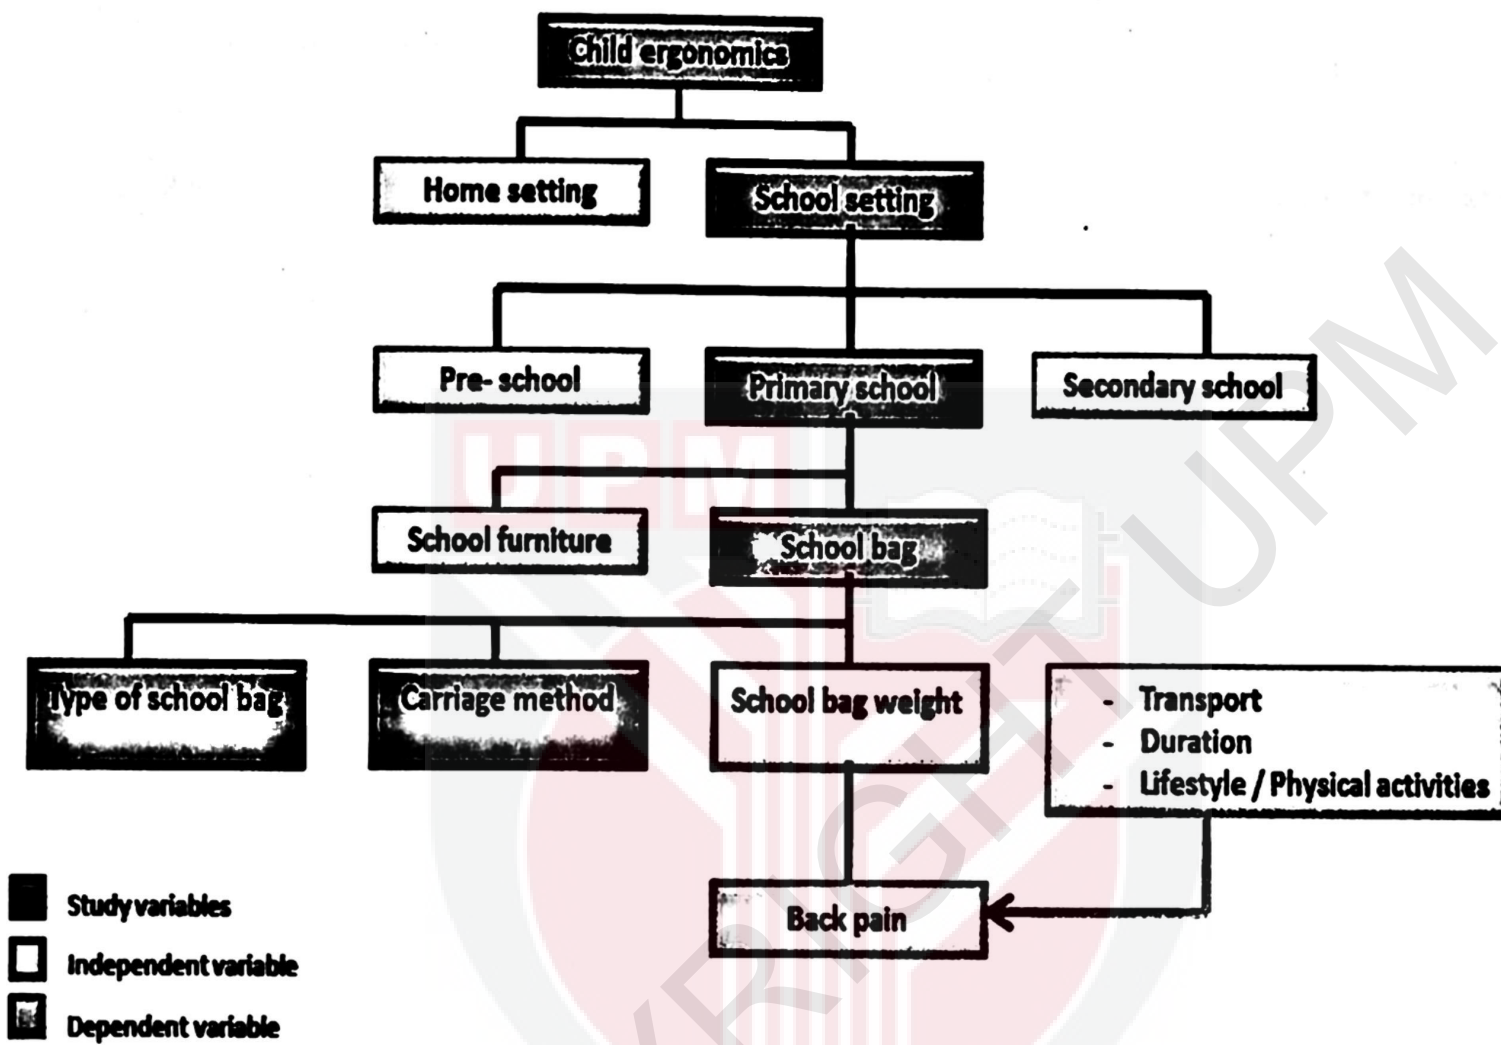 Child ergonomics
Home setting
School setting
Pre- school
Primary school
Secondary school
UPM
School furniture
School bag
Type of school bag
Carriage method
School bag weight
- Transport
- Duration
- Lifestyle / Physical activities
Back pain
Study variables
Independent variable
Dependent variable
RIGHT UPM